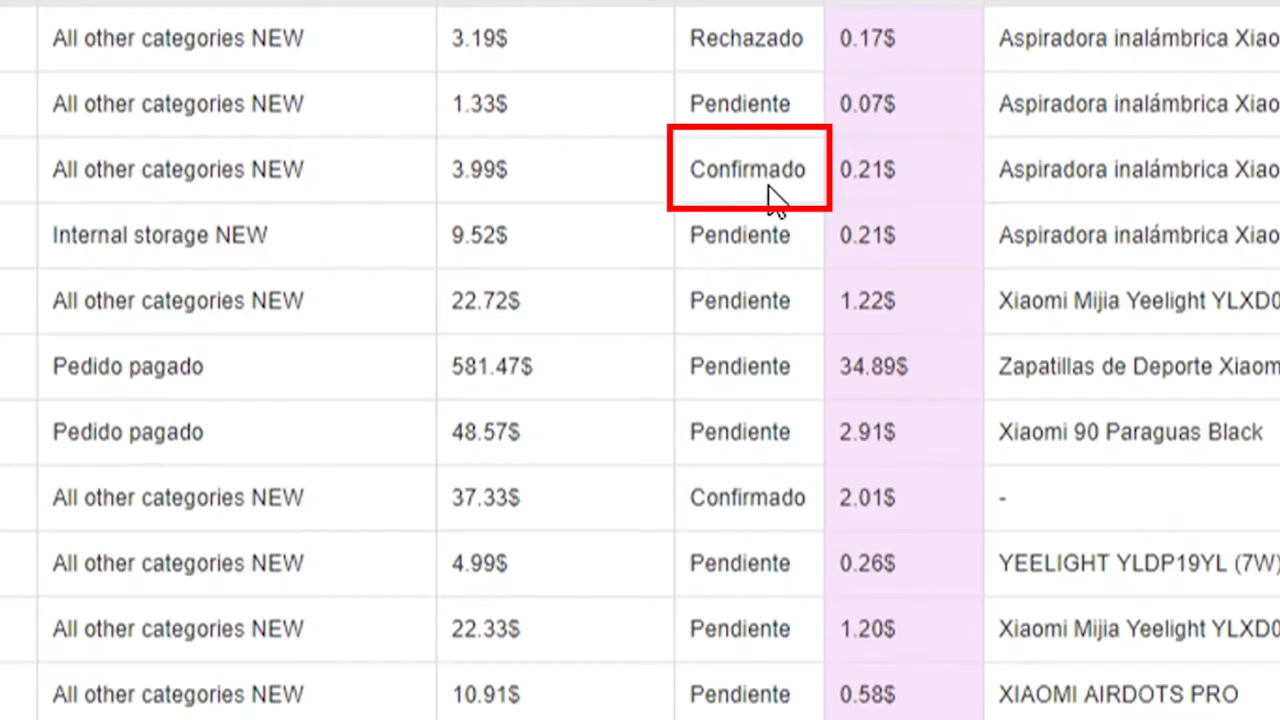 All other categories NEW 3.19$ Rechazado 0.17$ Aspiradora inalámbrica Xiao
All other categories NEW 1.33$ Pendiente 0.07$ Aspiradora inalámbrica Xiao
All other categories NEW 3.99$ Confirmado 0.21$ Aspiradora inalámbrica Xiao
Internal storage NEW 9.52$ Pendiente 0.21$ Aspiradora inalámbrica Xiao
All other categories NEW 22.72$ Pendiente 1.22$ Xiaomi Mijia Yeelight YLXD0
Pedido pagado 581.47$ Pendiente 34.89$ Zapatillas de Deporte Xiaom
Pedido pagado 48.57$ Pendiente 2.91$ Xiaomi 90 Paraguas Black
All other categories NEW 37.33$ Confirmado 2.01$ -
All other categories NEW 4.99$ Pendiente 0.26$ YEELIGHT YLDP19YL (7W)
All other categories NEW 22.33$ Pendiente 1.20$ Xiaomi Mijia Yeelight YLXD0
All other categories NEW 10.91$ Pendiente 0.58$ XIAOMI AIRDOTS PRO